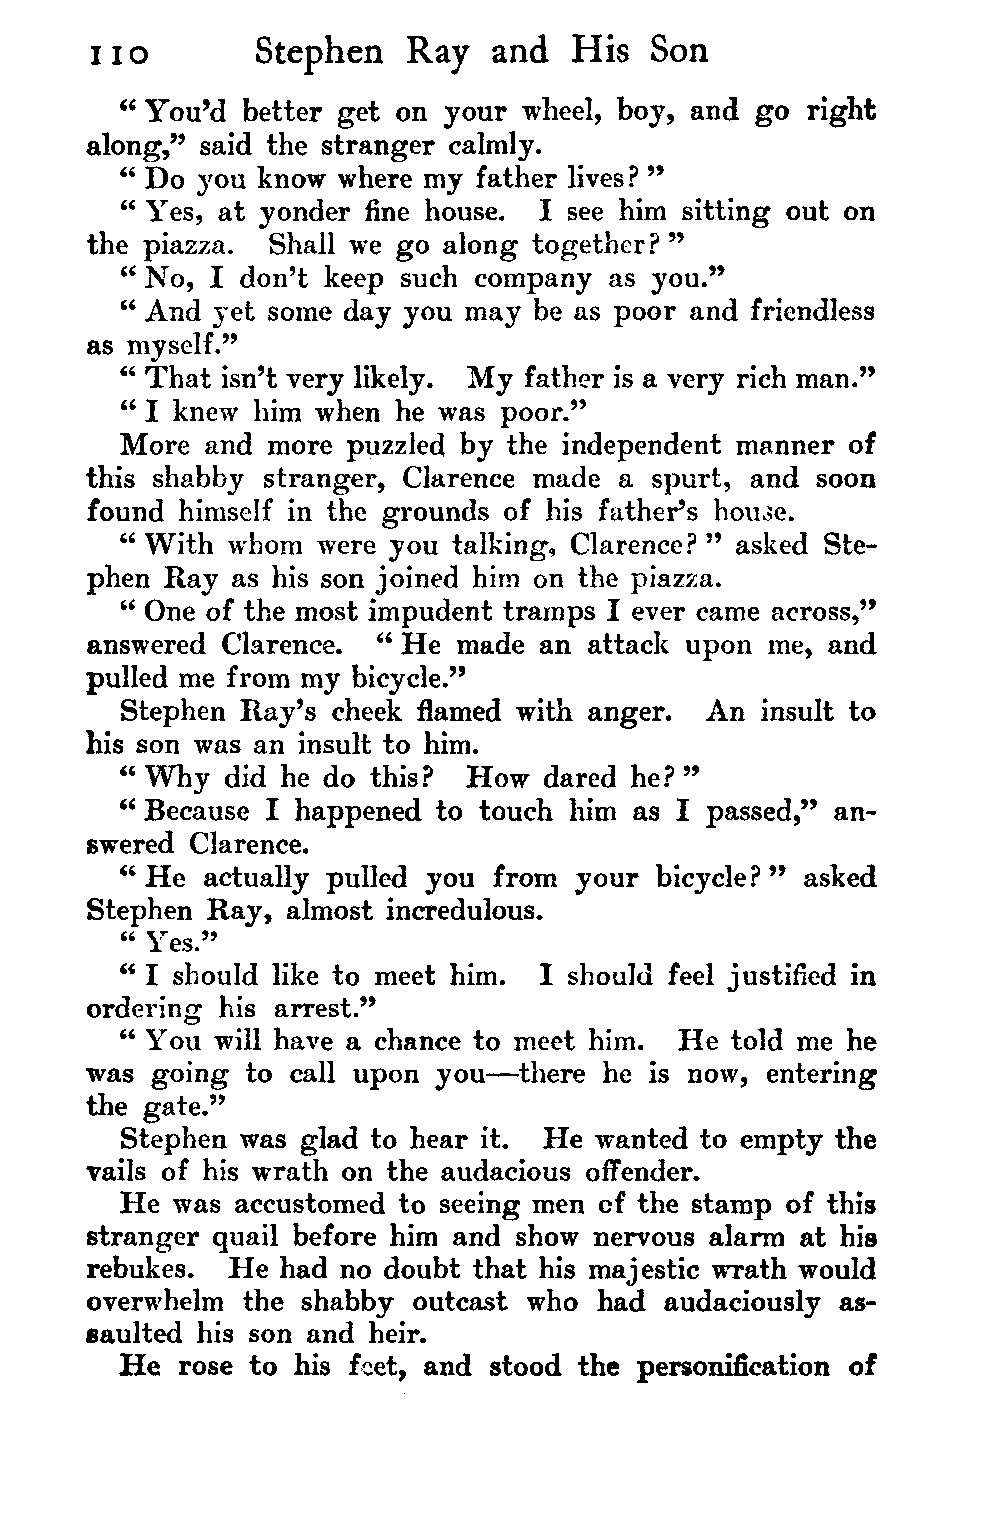 110 Stephen Ray and His Son
“ You’d better get on your wheel, boy, and go right
along,” said the stranger calmly.
“ Do you know where my father lives? ”
“ Yes, at yonder fine house. I see him sitting out on
the piazza. Shall we go along together? ”
“ No, I don’t keep such company as you.”
“ And yet some day you may be as poor and friendless
as myself.”
“ That isn’t very likely. My father is a very rich man.”
“ I knew him when he was poor.”
More and more puzzled by the independent manner of
this shabby stranger, Clarence made a spurt, and soon
found himself in the grounds of his father’s house.
“ With whom were you talking, Clarence? ” asked Ste-
phen Ray as his son joined him on the piazza.
“ One of the most impudent tramps I ever came across,”
answered Clarence. “ He made an attack upon me, and
pulled me from my bicycle.”
Stephen Ray’s cheek flamed with anger. An insult to
his son was an insult to him.
“ Why did he do this? How dared he? ”
“ Because I happened to touch him as I passed,” an-
swered Clarence.
“ He actually pulled you from your bicycle? ” asked
Stephen Ray, almost incredulous.
“ Yes.”
“ I should like to meet him. I should feel justified in
ordering his arrest.”
“ You will have a chance to meet him. He told me he
was going to call upon you—there he is now, entering
the gate.”
Stephen was glad to hear it. He wanted to empty the
vails of his wrath on the audacious offender.
He was accustomed to seeing men of the stamp of this
stranger quail before him and show nervous alarm at his
rebukes. He had no doubt that his majestic wrath would
overwhelm the shabby outcast who had audaciously as-
saulted his son and heir.
He rose to his feet, and stood the personification of